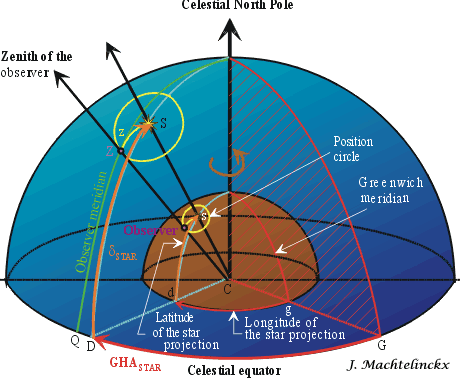 Celestial North Pole
Zenith of the
observer
S
z
Z
Position
circle
Greenwich
meridian
Observer meridian
s
Observer
δSTAR
C
d
g
Latitude
of the star
projection
Longitude of
the star projection
Q
D
G
GHASTAR
Celestial equator
J. Machtelinckx